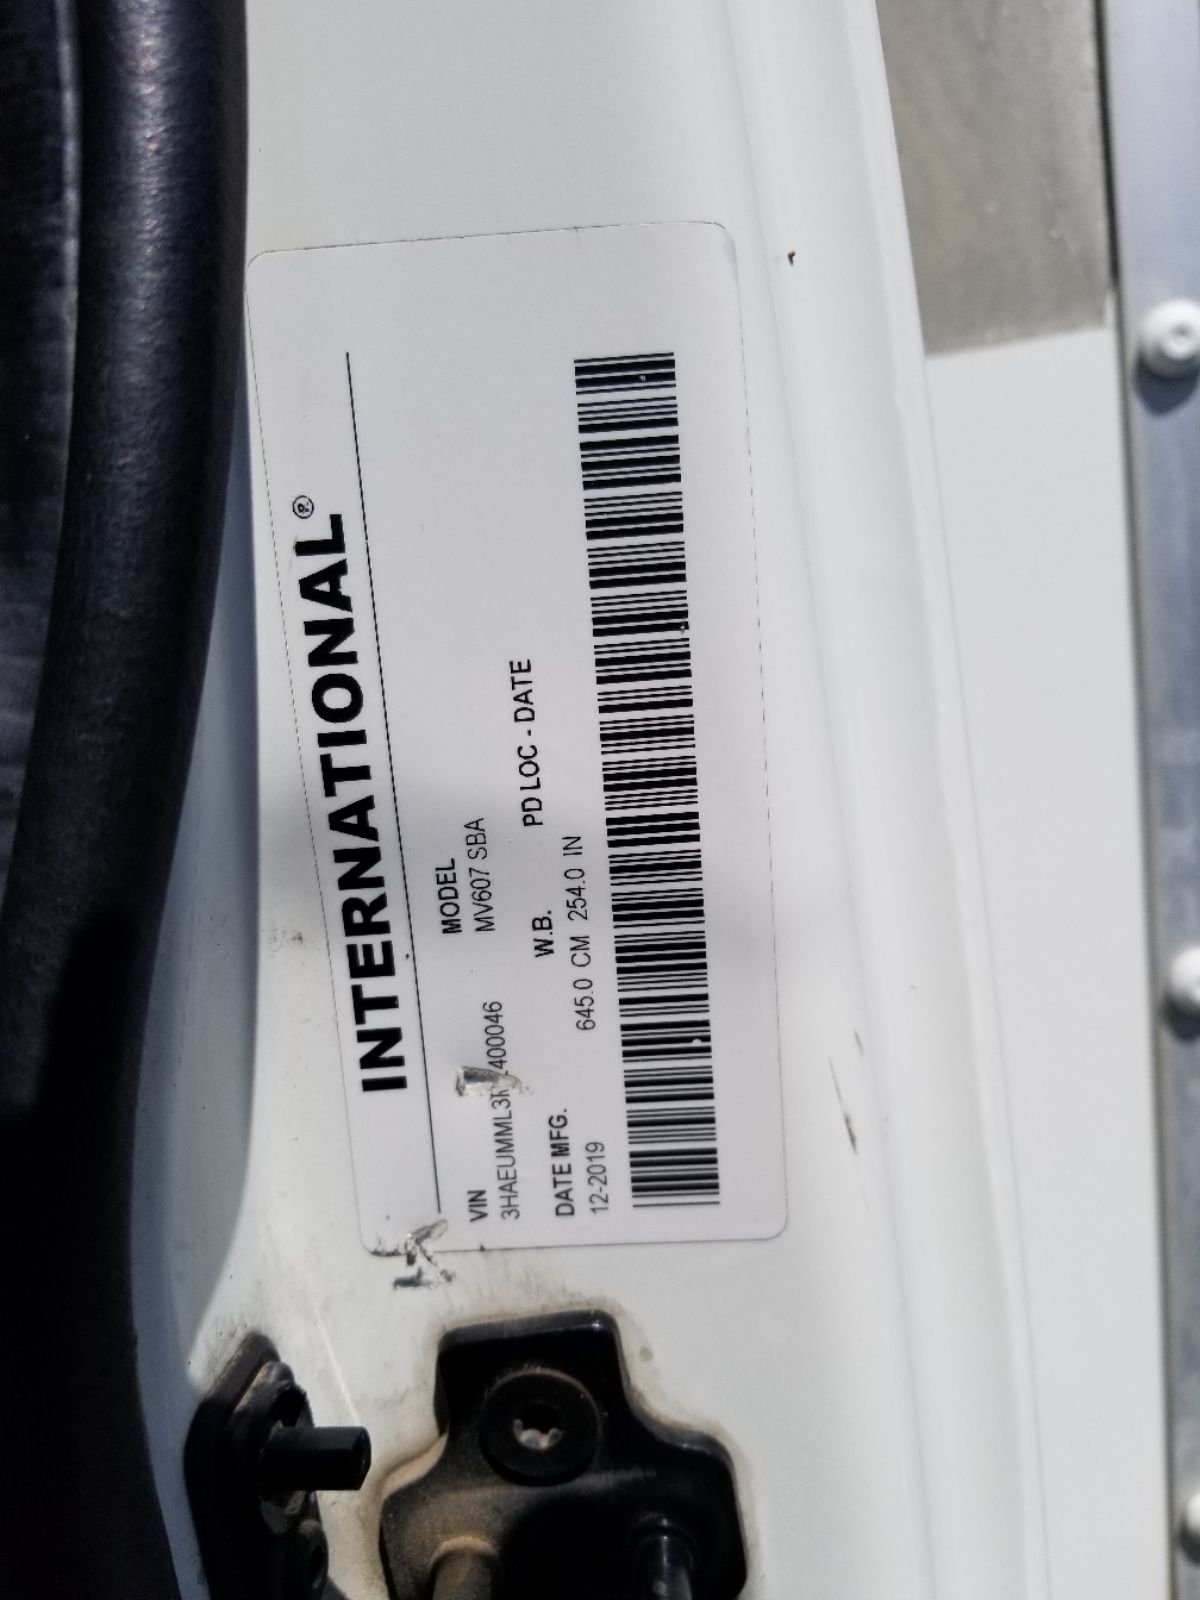 INTERNATIONAL®
VIN MODEL
400046 MV607 SBA
DATE MFG. W.B. PD LOC - DATE
12-2019 645.0 CM 254.0 IN